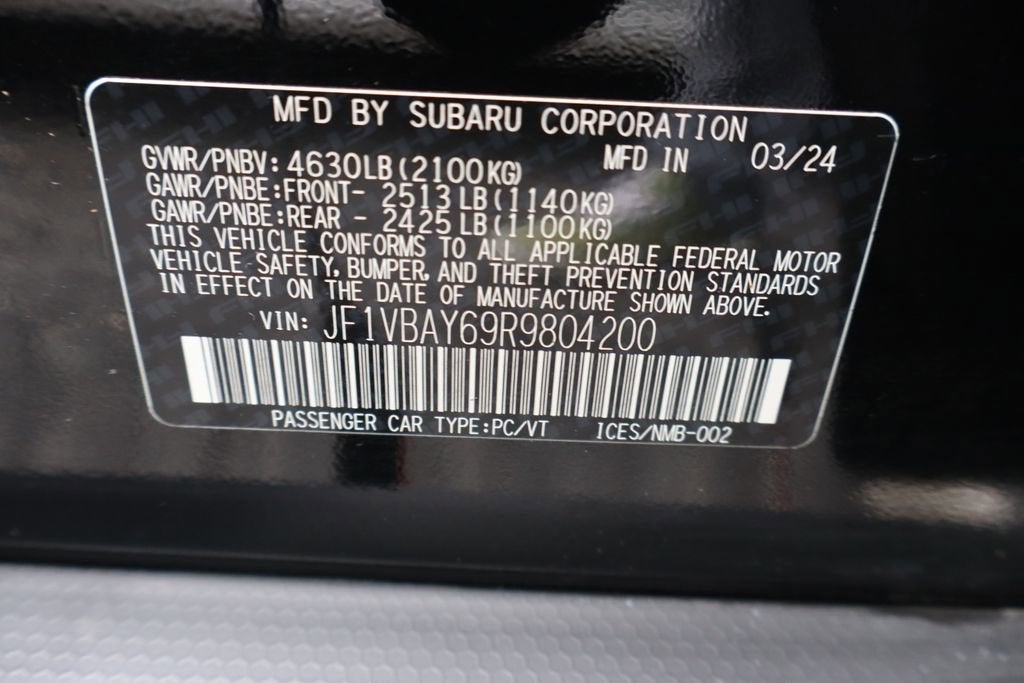 MFD BY SUBARU CORPORATION
GVWR/PNBV: 4630LB(2100KG) MFD IN 03/24
GAWR/PNBE:FRONT- 2513LB(1140KG)
GAWR/PNBE:REAR - 2425LB(1100KG)
THIS VEHICLE CONFORMS TO ALL APPLICABLE FEDERAL MOTOR
VEHICLE SAFETY, BUMPER, AND THEFT PREVENTION STANDARDS
IN EFFECT ON THE DATE OF MANUFACTURE SHOWN ABOVE.
VIN: JF1VBAY69R9804200
PASSENGER CAR TYPE:PC/VT ICES/NMB-002